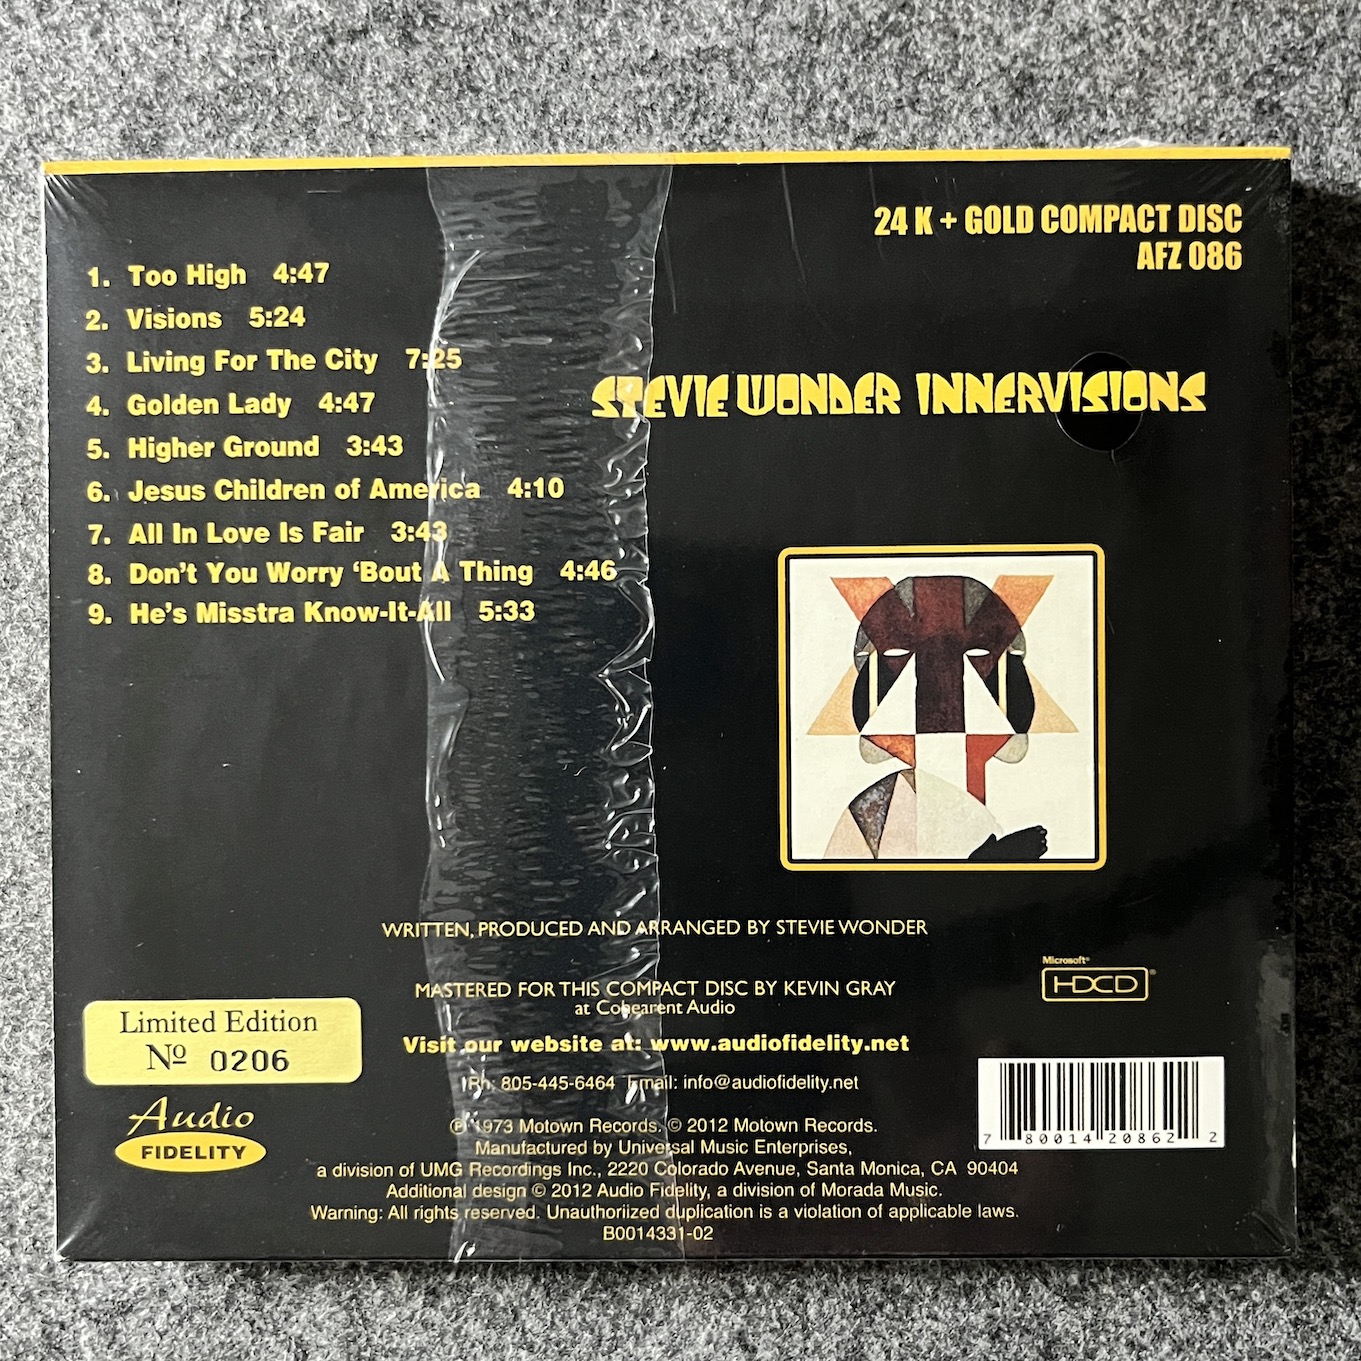 24 K + GOLD COMPACT DISC
AFZ 086
1. Too High 4:47
2. Visions 5:24
3. Living For The City 7:25
4. Golden Lady 4:47
5. Higher Ground 3:43
6. Jesus Children of America 4:10
7. All In Love Is Fair 3:43
8. Don't You Worry ‘Bout A Thing 4:46
9. He's Misstra Know-It-All 5:33
STEVIE WONDER INNERVISIONS
WRITTEN, PRODUCED AND ARRANGED BY STEVIE WONDER
MASTERED FOR THIS COMPACT DISC BY KEVIN GRAY
at Cohearent Audio
Visit our website at: www.audiofidelity.net
Ph: 805-445-6464 Email: info@audiofidelity.net
℗ 1973 Motown Records. © 2012 Motown Records.
Manufactured by Universal Music Enterprises,
a division of UMG Recordings Inc., 2220 Colorado Avenue, Santa Monica, CA 90404
Additional design © 2012 Audio Fidelity, a division of Morada Music.
Warning: All rights reserved. Unauthoriized duplication is a violation of applicable laws.
B0014331-02
Limited Edition
Nº 0206
Audio
FIDELITY
Microsoft®
HDCD®
7 80014 20862 2